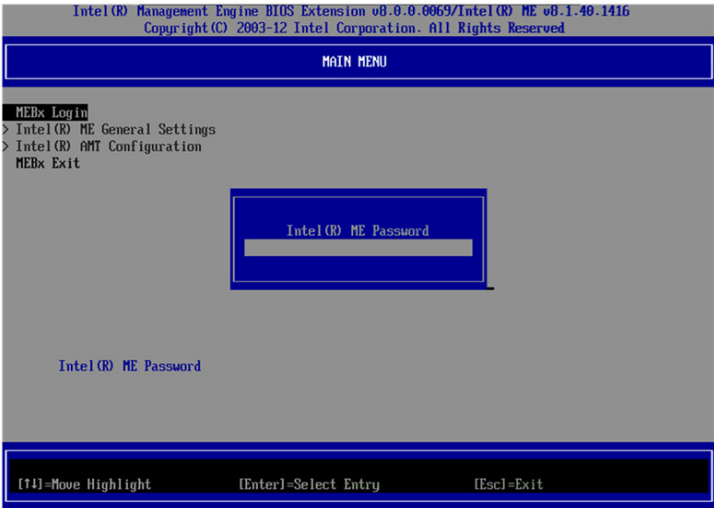 Intel(R) Management Engine BIOS Extension v8.0.0.0069/Intel(R) ME v8.1.40.1416
Copyright(C) 2003-12 Intel Corporation. All Rights Reserved
MAIN MENU
MEBx Login
> Intel(R) ME General Settings
> Intel(R) AMT Configuration
MEBx Exit
Intel(R) ME Password
Intel(R) ME Password
[↑↓]=Move Highlight [Enter]=Select Entry [Esc]=Exit